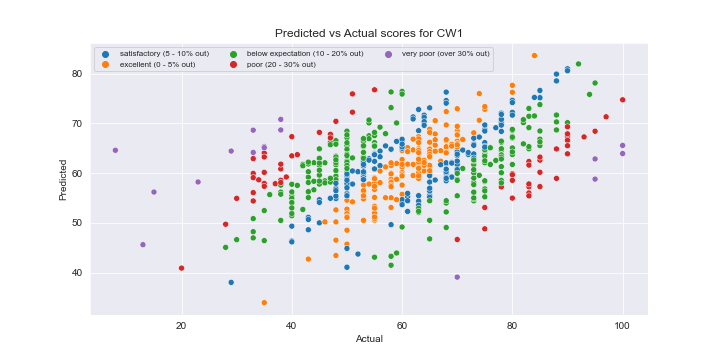 Predicted vs Actual scores for CW1
satisfactory (5 - 10% out)
excellent (0 - 5% out)
below expectation (10 - 20% out)
poor (20 - 30% out)
very poor (over 30% out)
Predicted
80
70
60
50
40
20
40
60
80
100
Actual